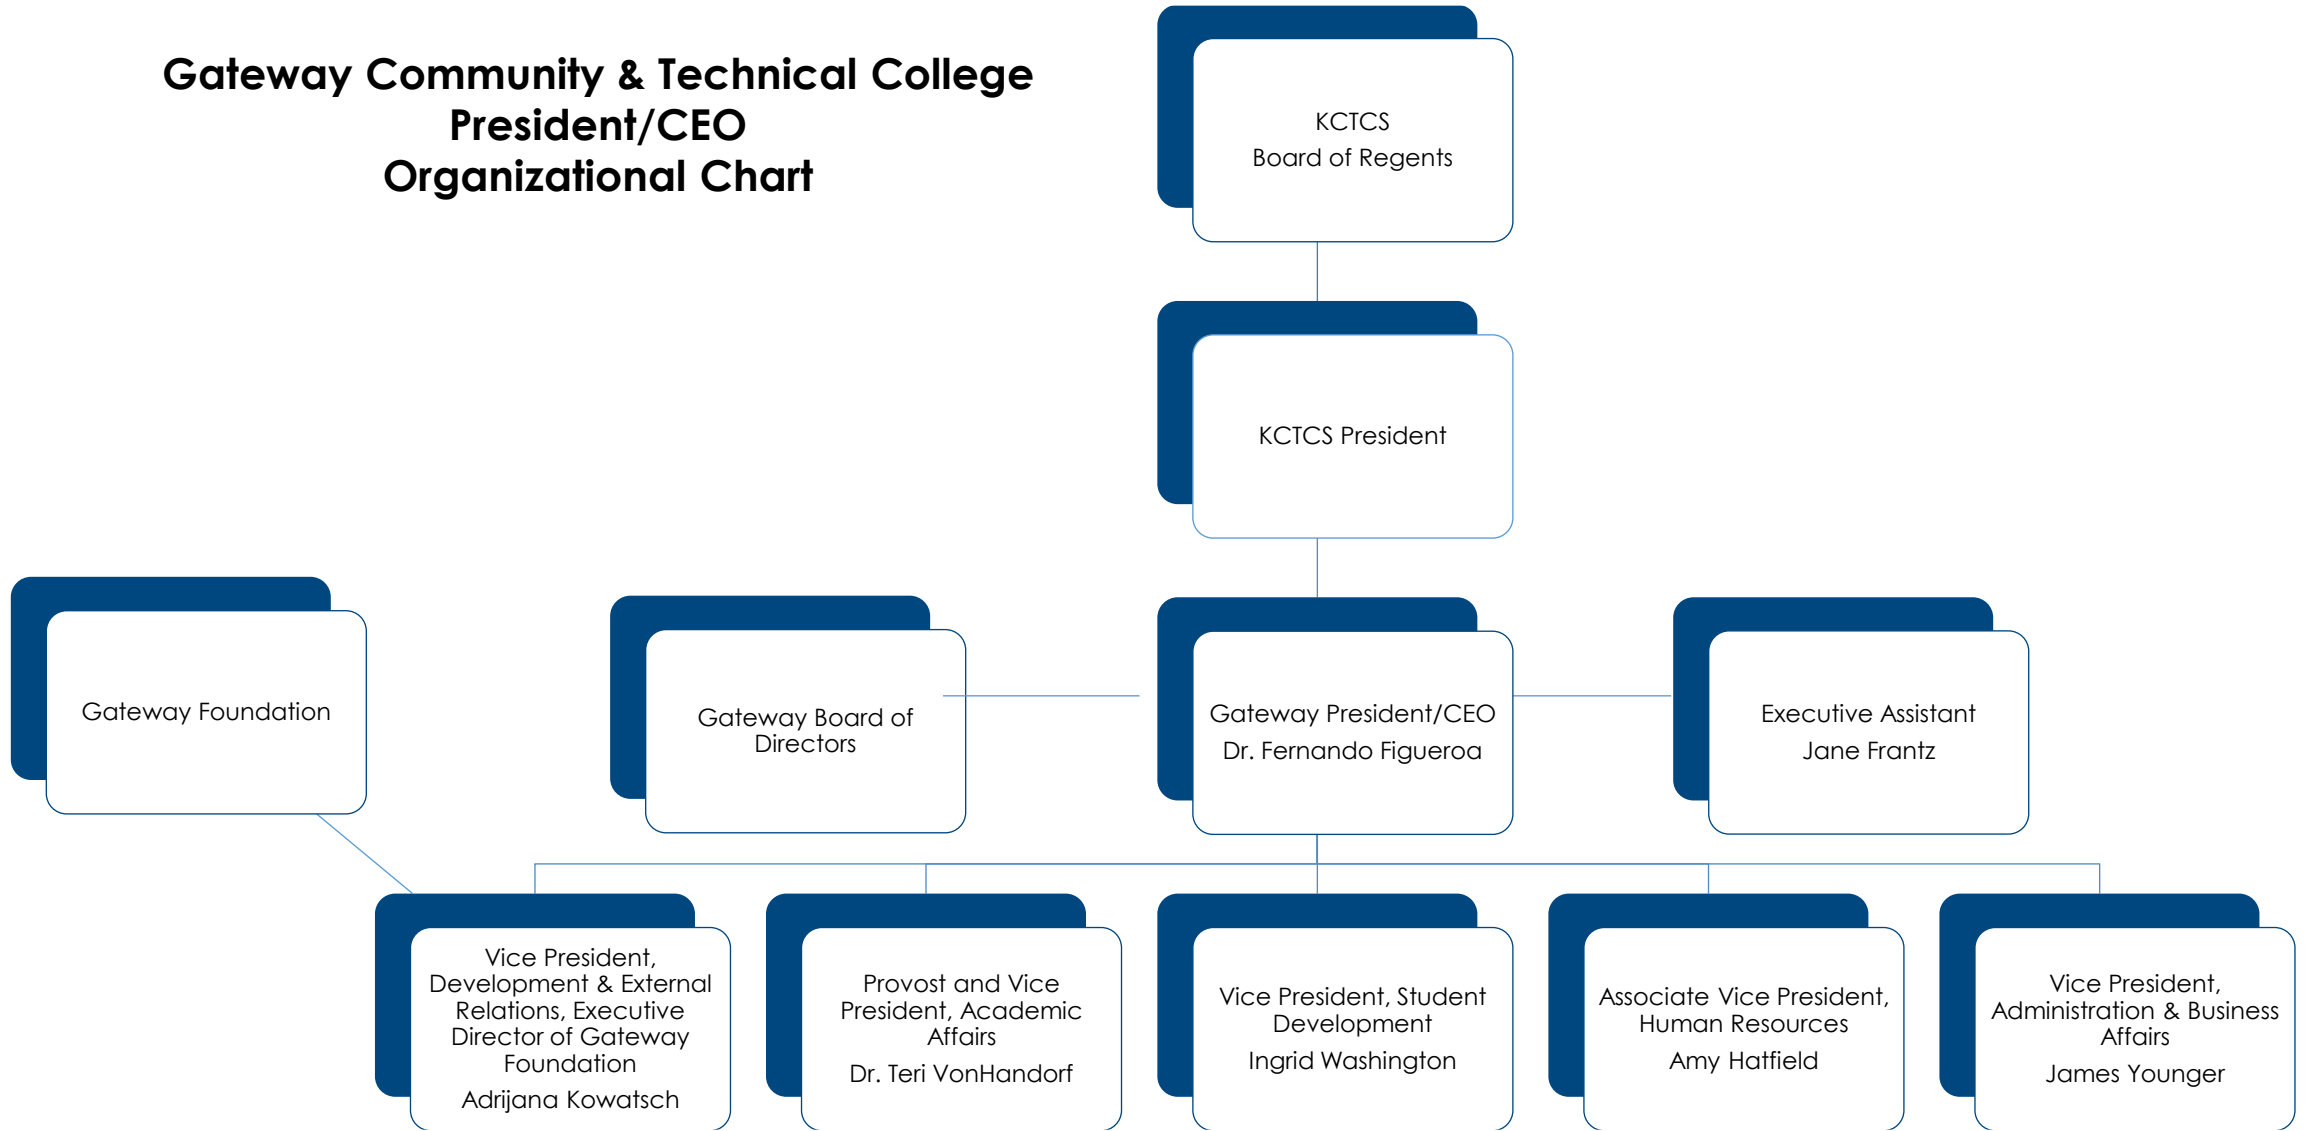 Gateway Community & Technical College
President/CEO
Organizational Chart
KCTCS
Board of Regents
KCTCS President
Gateway Foundation
Gateway Board of
Directors
Gateway President/CEO
Dr. Fernando Figueroa
Executive Assistant
Jane Frantz
Vice President,
Development & External
Relations, Executive
Director of Gateway
Foundation
Adrijana Kowatsch
Provost and Vice
President, Academic
Affairs
Dr. Teri VonHandorf
Vice President, Student
Development
Ingrid Washington
Associate Vice President,
Human Resources
Amy Hatfield
Vice President,
Administration & Business
Affairs
James Younger